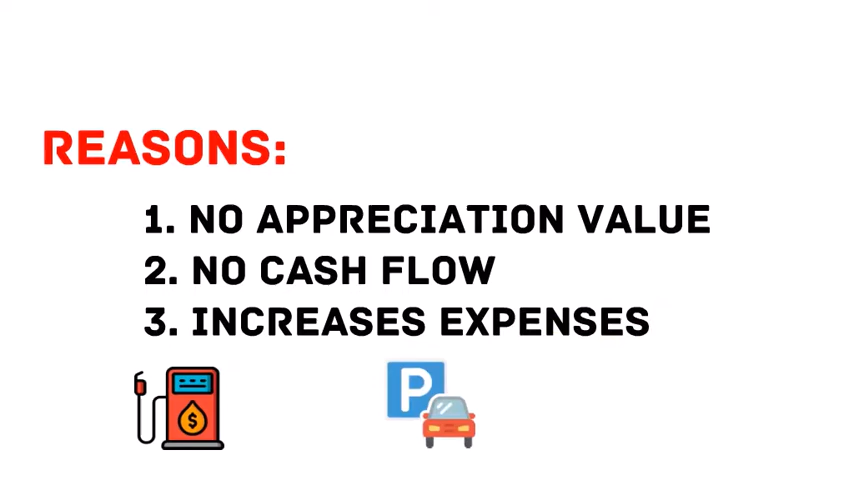 REASONS:
1. NO APPRECIATION VALUE
2. NO CASH FLOW
3. INCREASES EXPENSES
$
P